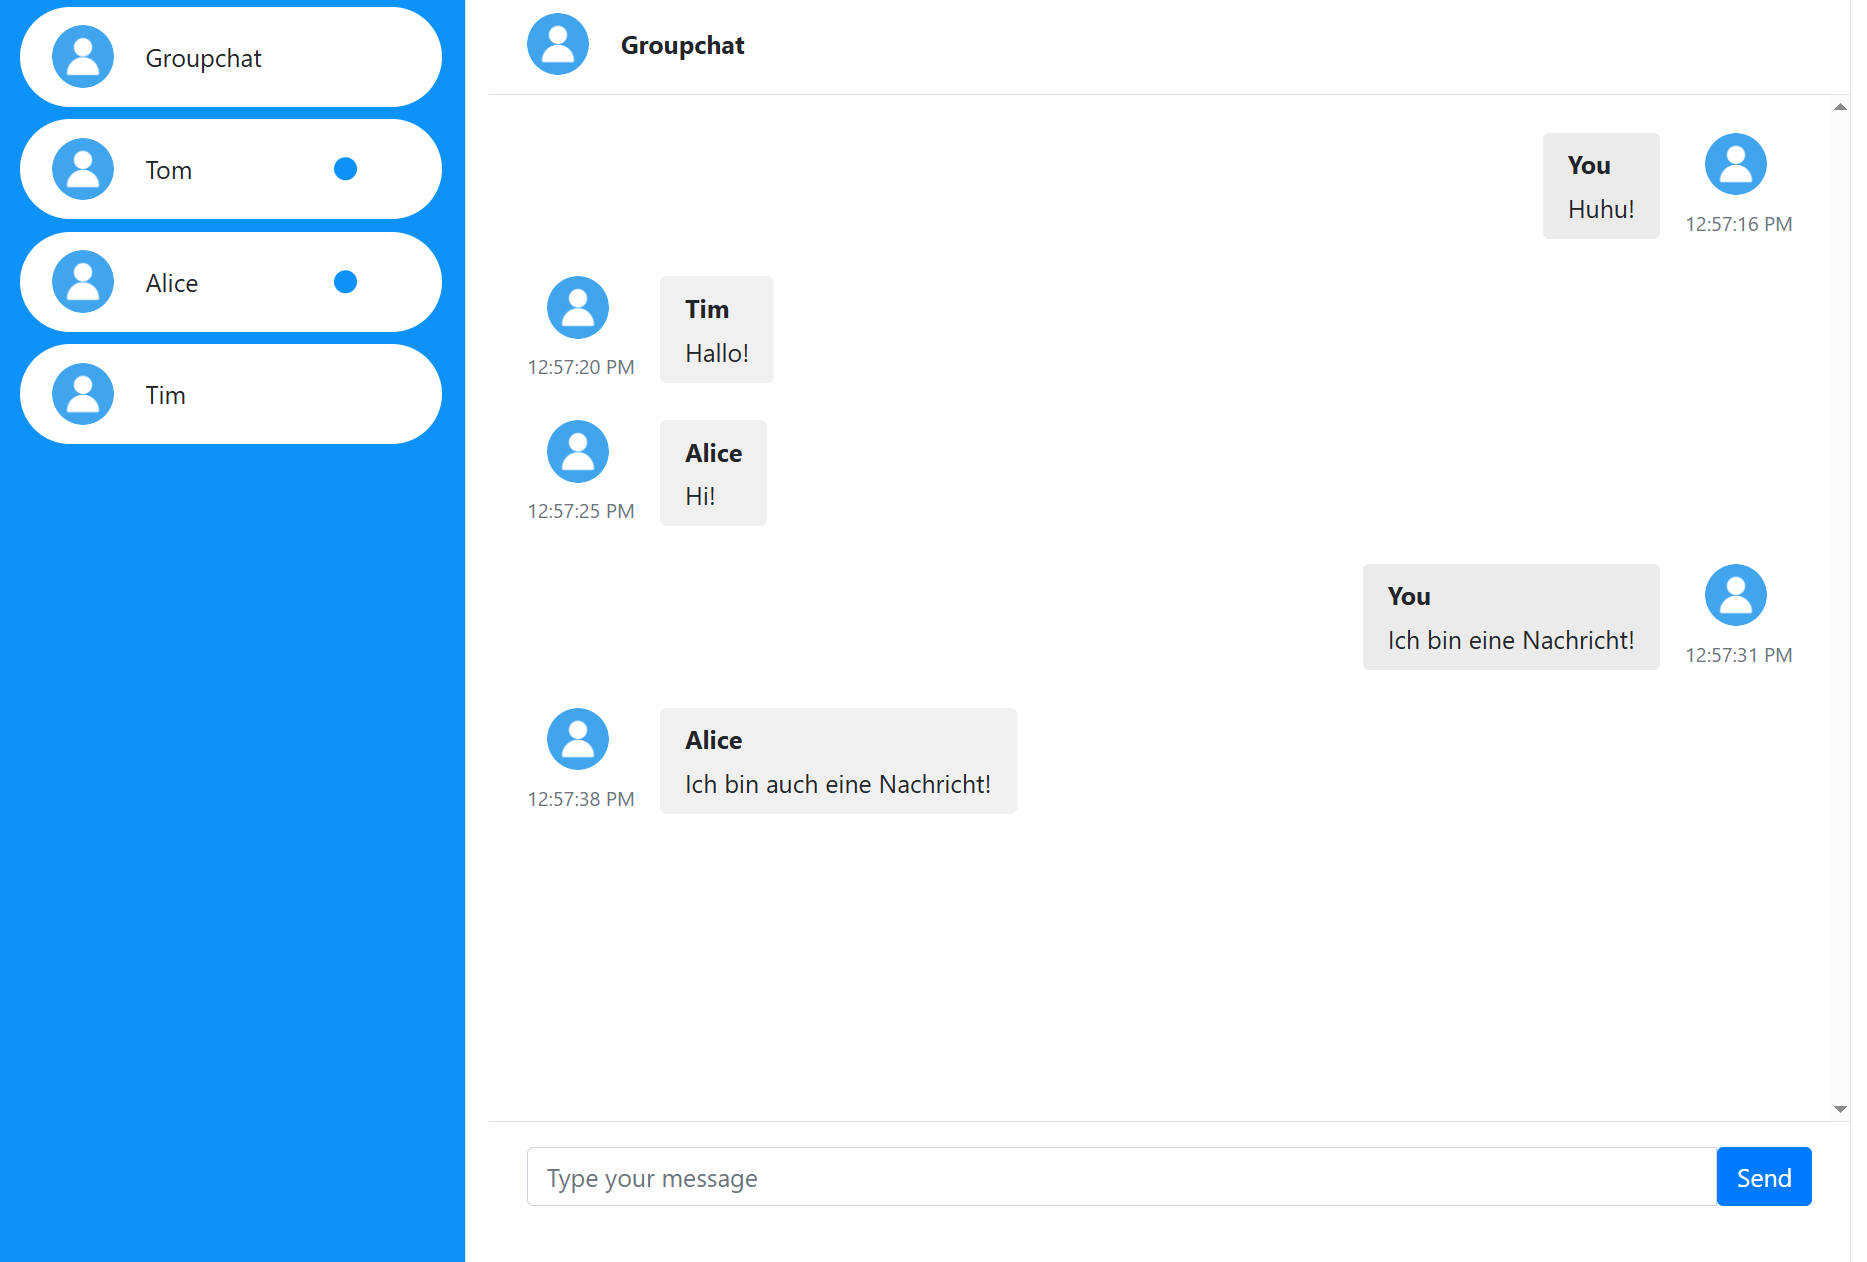 Groupchat
Tom
Alice
Tim
Groupchat
You
Huhu!
12:57:16 PM
Tim
Hallo!
12:57:20 PM
Alice
Hi!
12:57:25 PM
You
Ich bin eine Nachricht!
12:57:31 PM
Alice
Ich bin auch eine Nachricht!
12:57:38 PM
Type your message
Send